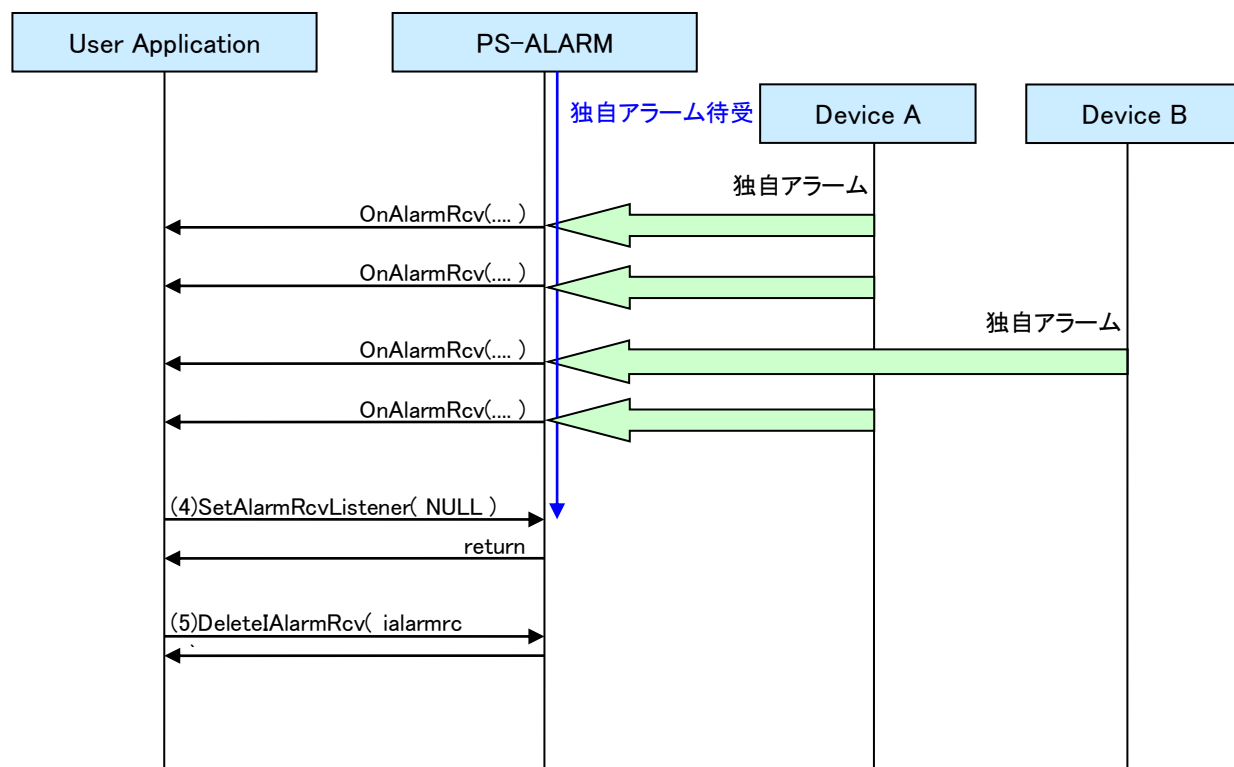 User Application
PS-ALARM
独自アラーム待受
Device A
Device B
独自アラーム
OnAlarmRcv(.... )
OnAlarmRcv(.... )
独自アラーム
OnAlarmRcv(.... )
OnAlarmRcv(.... )
(4)SetAlarmRcvListener( NULL )
return
(5)DeleteIAlarmRcv( ialarmrc